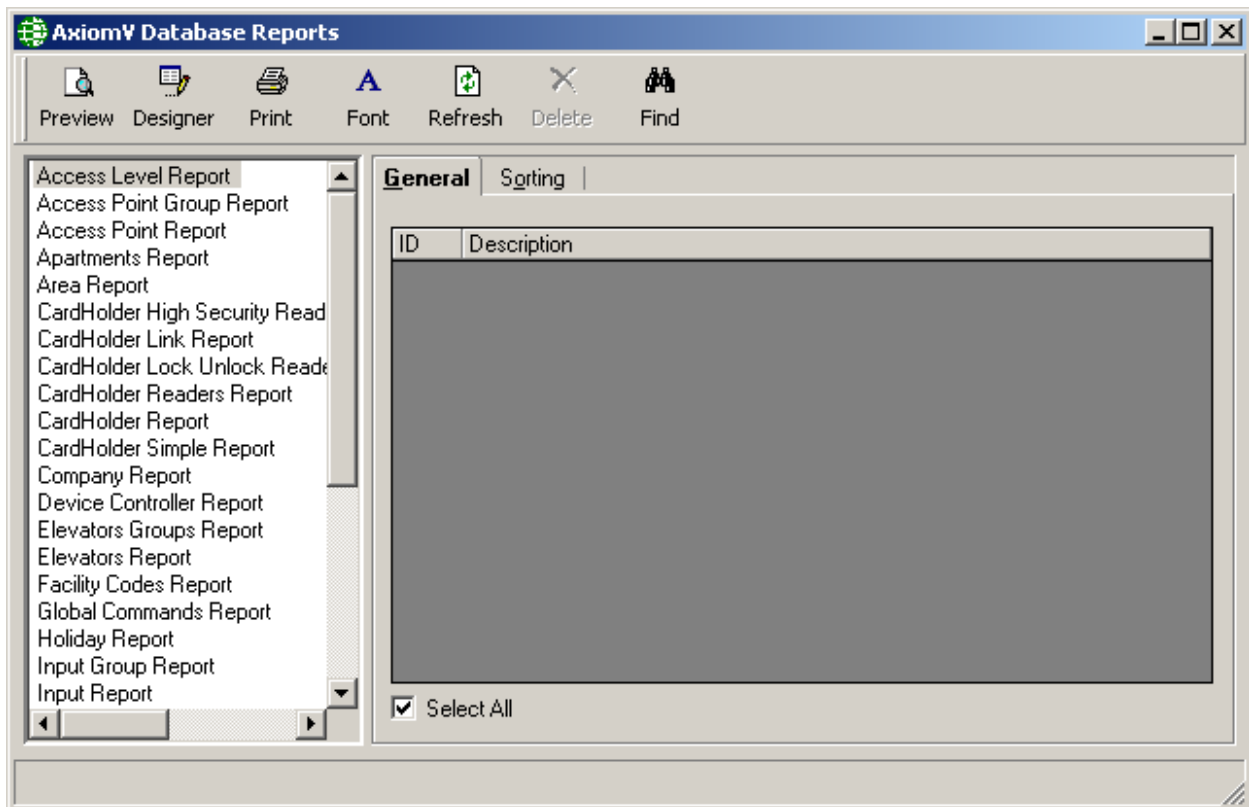 AxiomV Database Reports
Preview Designer Print Font Refresh Delete Find
Access Level Report
Access Point Group Report
Access Point Report
Apartments Report
Area Report
CardHolder High Security Read
CardHolder Link Report
CardHolder Lock Unlock Reade
CardHolder Readers Report
CardHolder Report
CardHolder Simple Report
Company Report
Device Controller Report
Elevators Groups Report
Elevators Report
Facility Codes Report
Global Commands Report
Holiday Report
Input Group Report
Input Report
General Sorting
ID Description
Select All